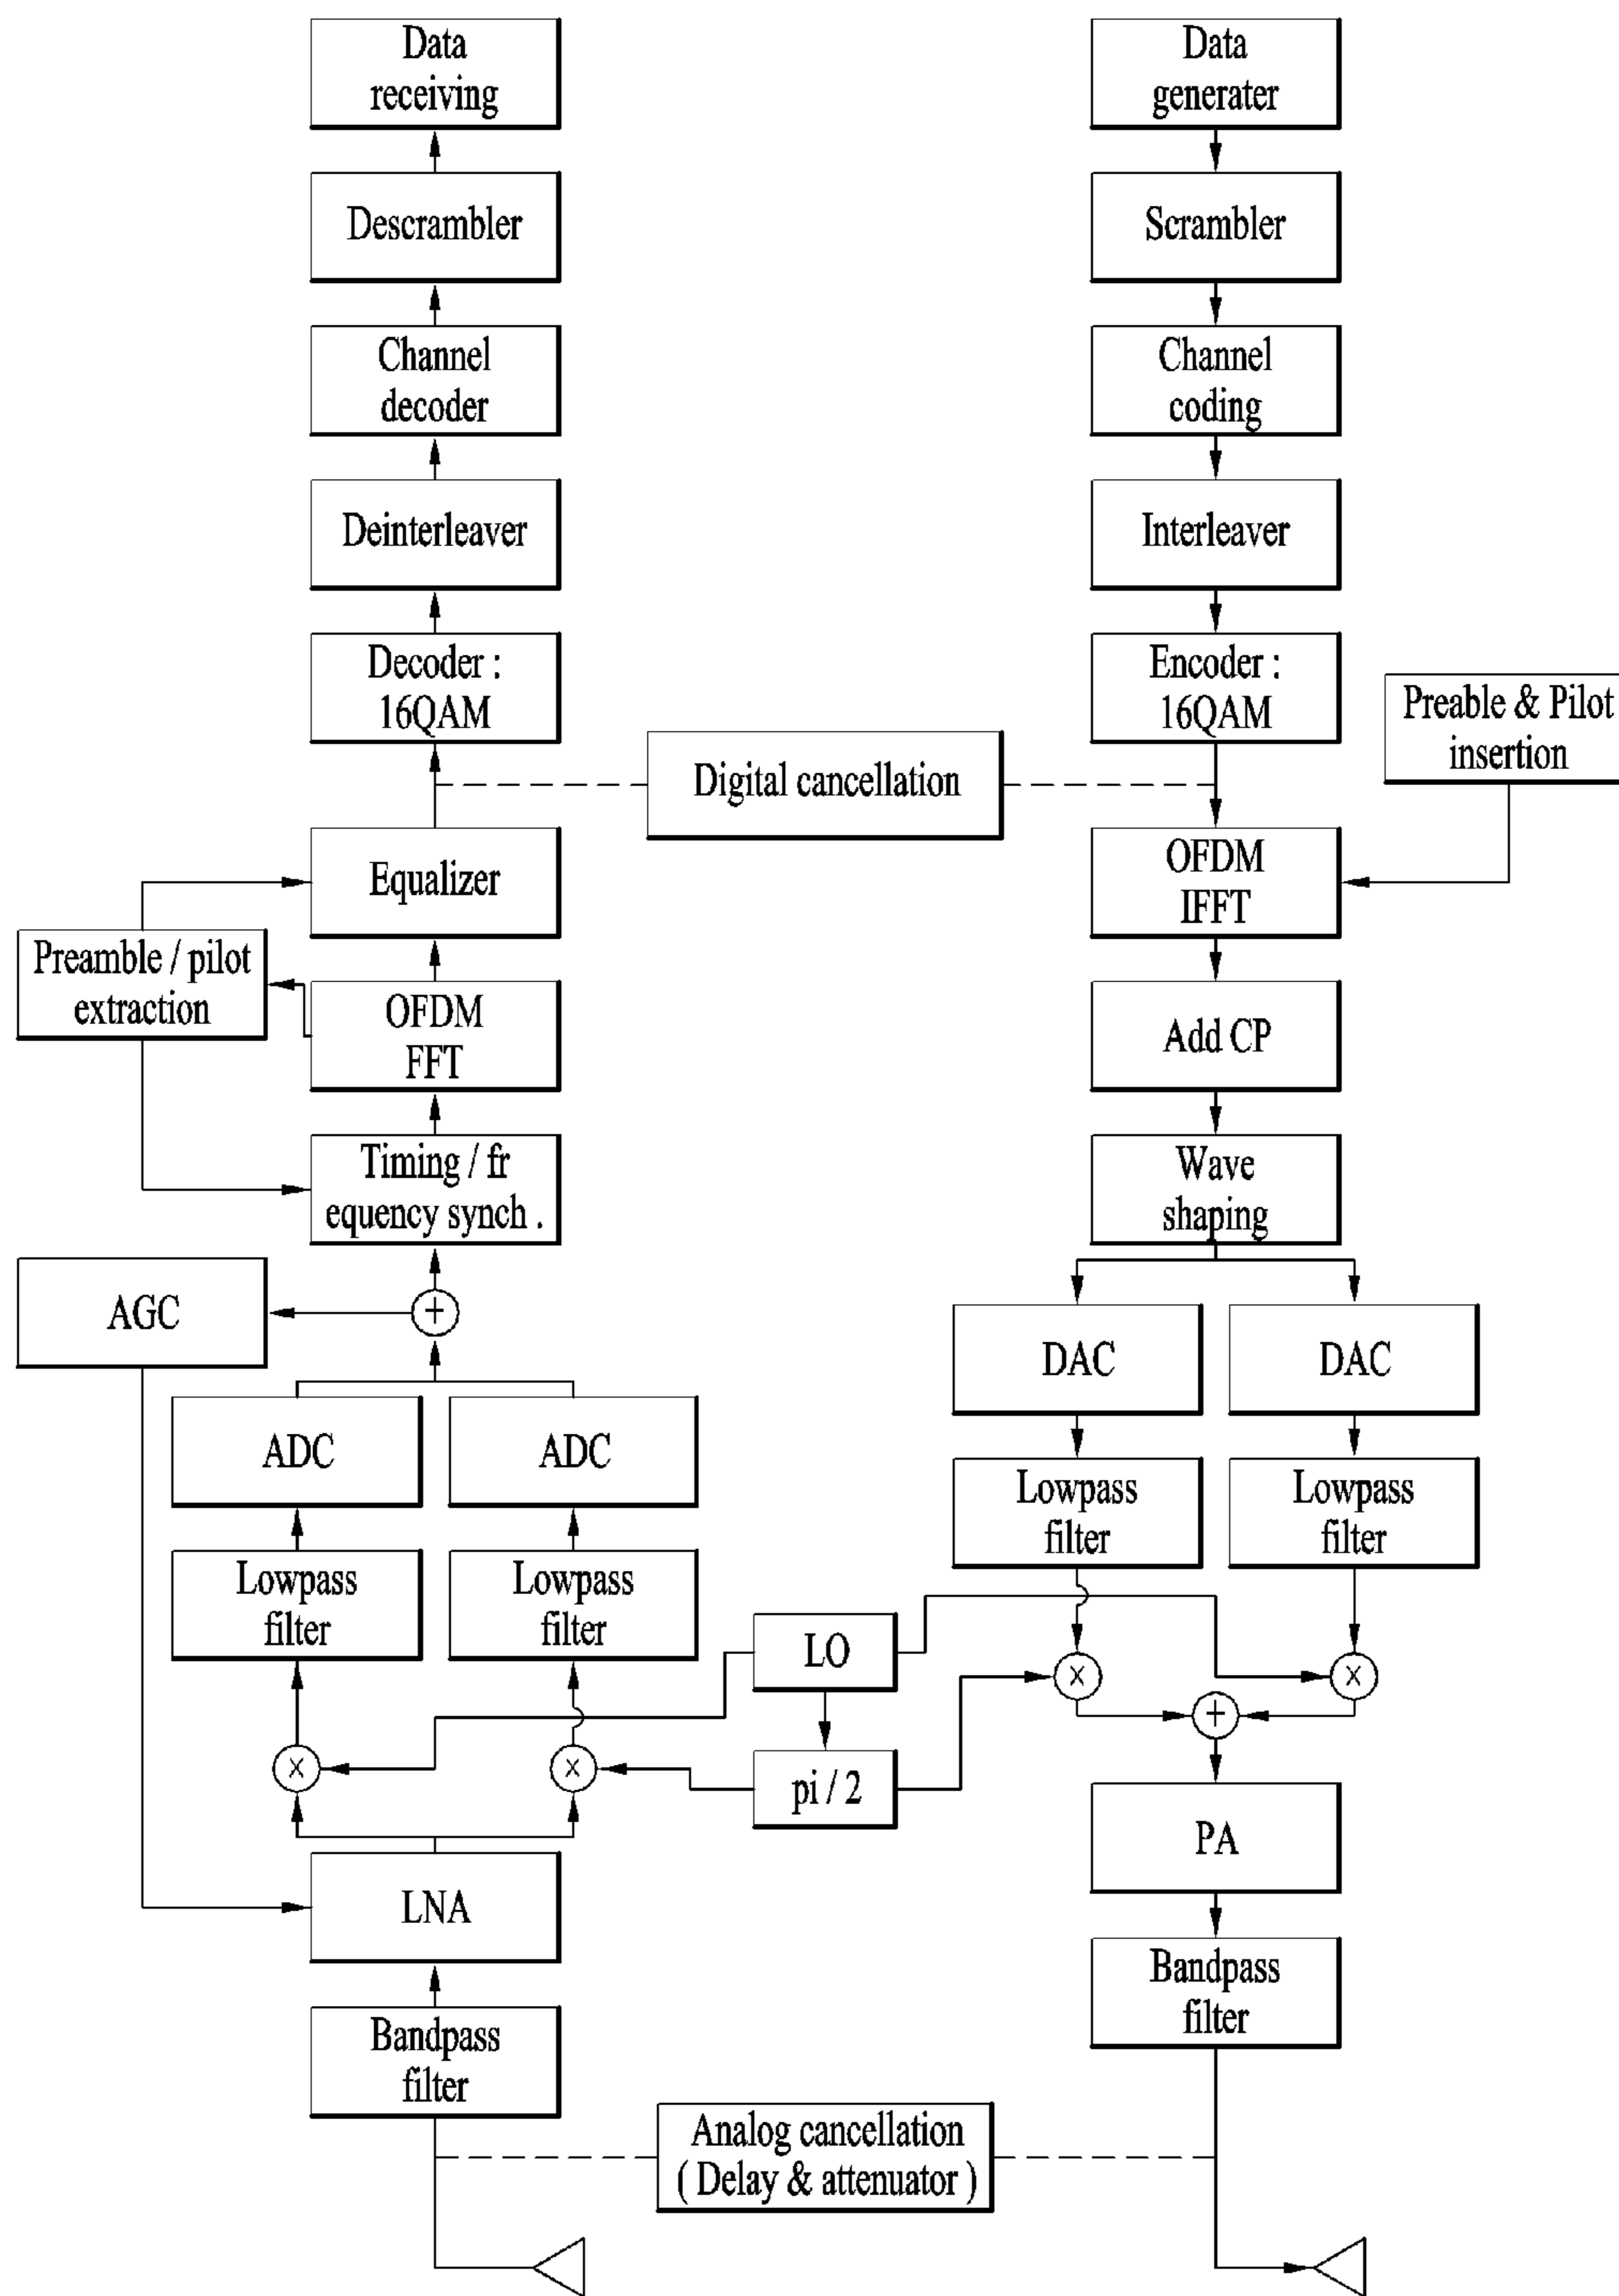 Data
receiving
Descrambler
Channel
decoder
Deinterleaver
Decoder :
16QAM
Equalizer
Preamble / pilot
extraction
OFDM
FFT
Timing / fr
equency synch .
AGC
+
ADC
ADC
Lowpass
filter
Lowpass
filter
X
X
LNA
Bandpass
filter
Digital cancellation
LO
pi / 2
Analog cancellation
( Delay & attenuator )
Data
generater
Scrambler
Channel
coding
Interleaver
Encoder :
16QAM
Preable & Pilot
insertion
OFDM
IFFT
Add CP
Wave
shaping
DAC
DAC
Lowpass
filter
Lowpass
filter
X
X
+
PA
Bandpass
filter